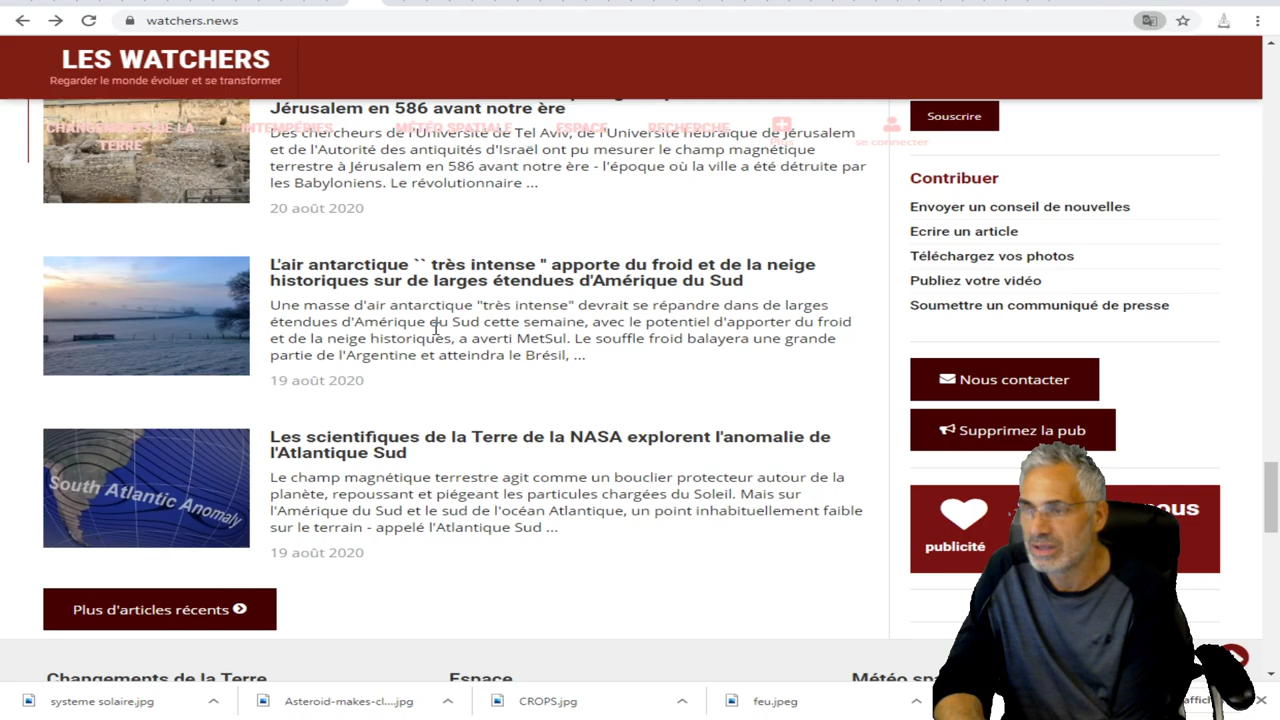 watchers.news
LES WATCHERS
Regarder le monde évoluer et se transformer
CHANGEMENTS DE LA TERRE
INTEMPÉRIES
MÉTÉO SPATIALE
ESPACE
RECHERCHE
Plus
se connecter
Jérusalem en 586 avant notre ère
Des chercheurs de l'Université de Tel Aviv, de l'Université hébraïque de Jérusalem
et de l'Autorité des antiquités d'Israël ont pu mesurer le champ magnétique
terrestre à Jérusalem en 586 avant notre ère - l'époque où la ville a été détruite par
les Babyloniens. Le révolutionnaire ...
20 août 2020
L'air antarctique `` très intense '' apporte du froid et de la neige
historiques sur de larges étendues d'Amérique du Sud
Une masse d'air antarctique "très intense" devrait se répandre dans de larges
étendues d'Amérique du Sud cette semaine, avec le potentiel d'apporter du froid
et de la neige historiques, a averti MetSul. Le souffle froid balayera une grande
partie de l'Argentine et atteindra le Brésil, ...
19 août 2020
South Atlantic Anomaly
Les scientifiques de la Terre de la NASA explorent l'anomalie de
l'Atlantique Sud
Le champ magnétique terrestre agit comme un bouclier protecteur autour de la
planète, repoussant et piégeant les particules chargées du Soleil. Mais sur
l'Amérique du Sud et le sud de l'océan Atlantique, un point inhabituellement faible
sur le terrain - appelé l'Atlantique Sud ...
19 août 2020
Plus d'articles récents
Souscrire
Contribuer
Envoyer un conseil de nouvelles
Ecrire un article
Téléchargez vos photos
Publiez votre vidéo
Soumettre un communiqué de presse
Nous contacter
Supprimez la pub
publicité
Changements de la Terre
Espace
systeme solaire.jpg
Asteroid-makes-cl....jpg
CROPS.jpg
feu.jpeg